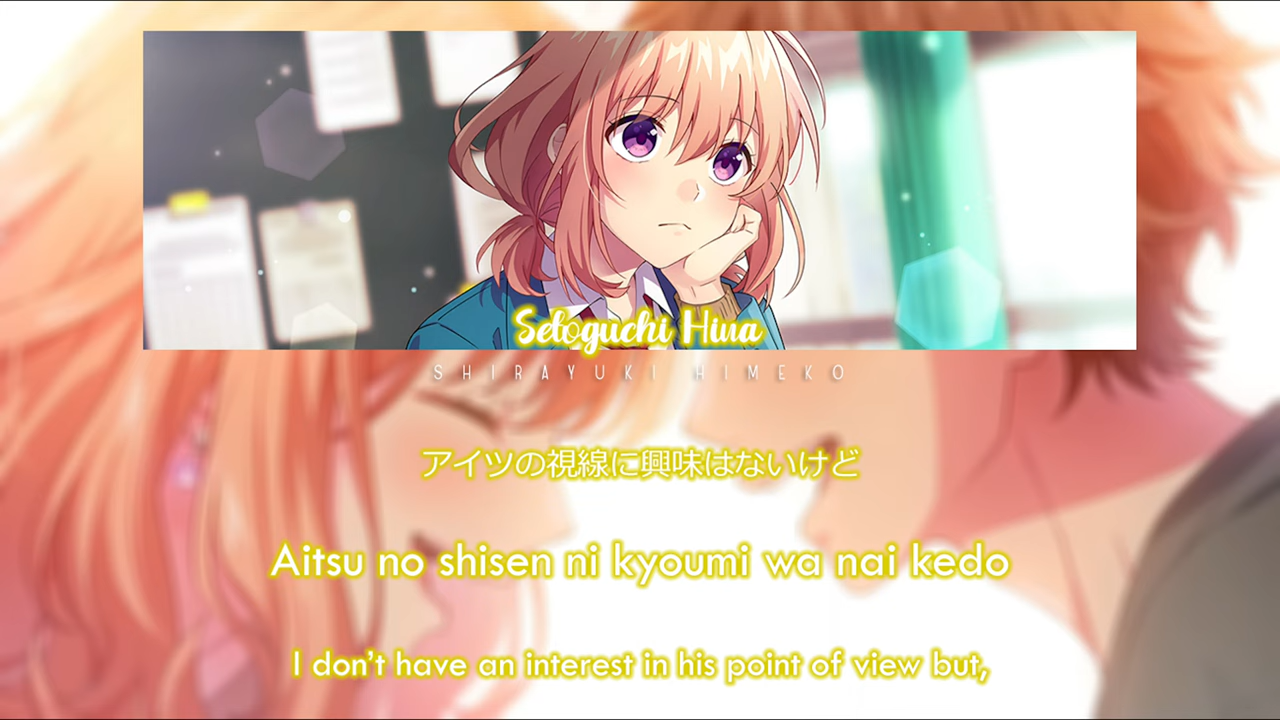 Setoguchi Hina
SHIRAYUKI HIMEKO
アイツの視線に興味はないけど
Aitsu no shisen ni kyoumi wa nai kedo
I don't have an interest in his point of view but,